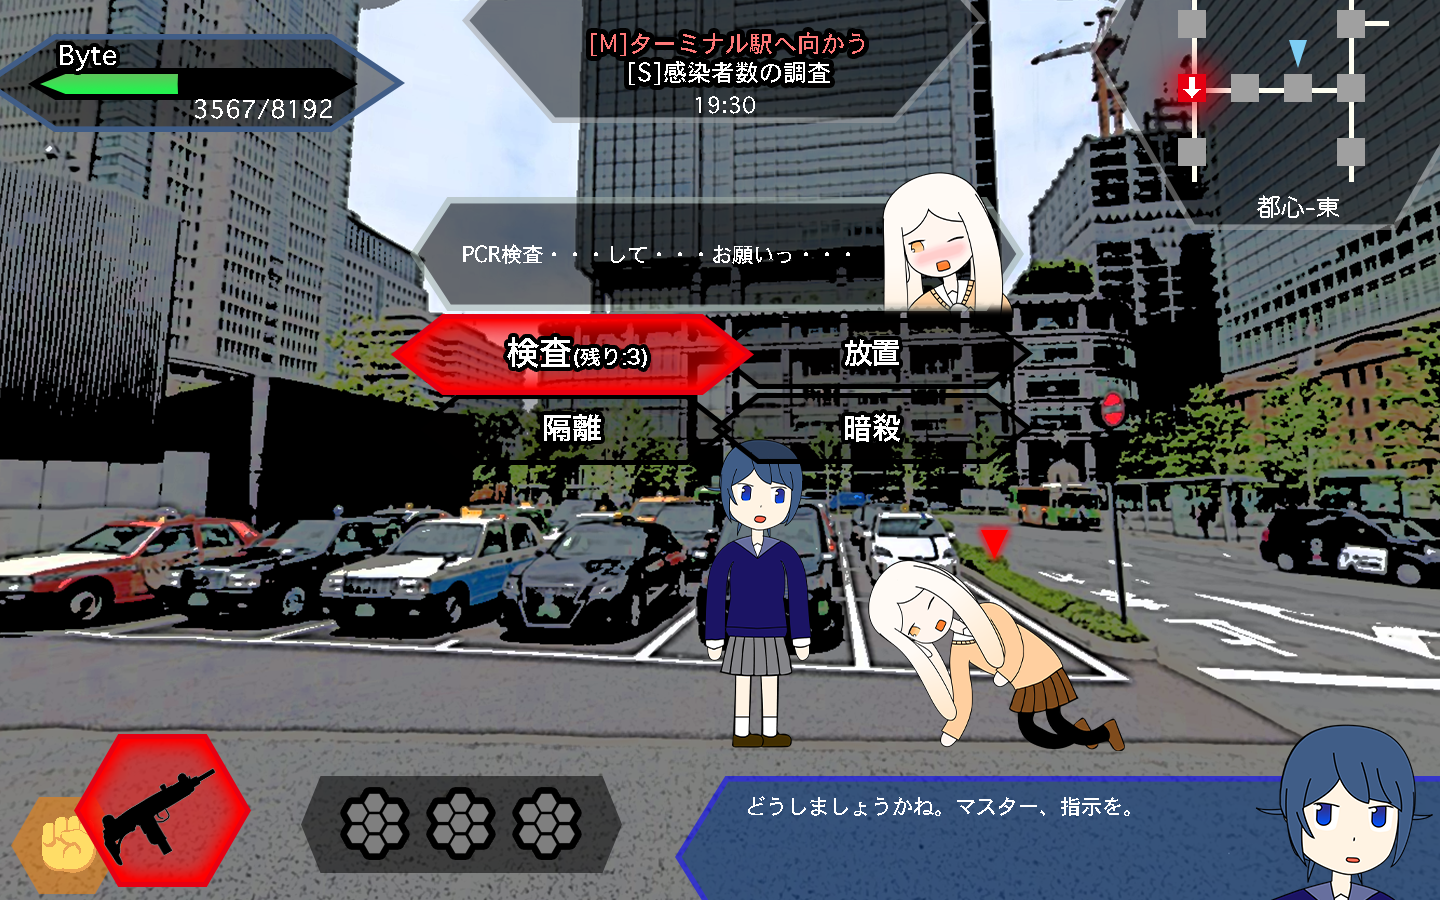 Byte
3567/8192
[M]ターミナル駅へ向かう
[S]感染者数の調査
19:30
都心-東
PCR検査・・・して・・・お願いっ・・・
検査(残り:3)
放置
隔離
暗殺
どうしましょうかね。マスター、指示を。